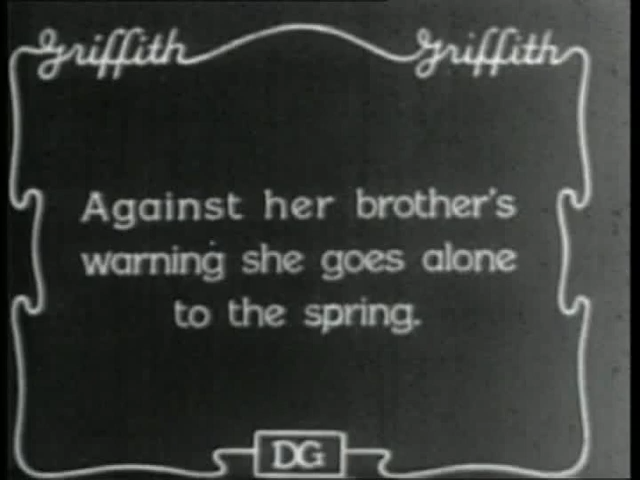 Griffith Griffith
Against her brother's
warning she goes alone
to the spring.
DG